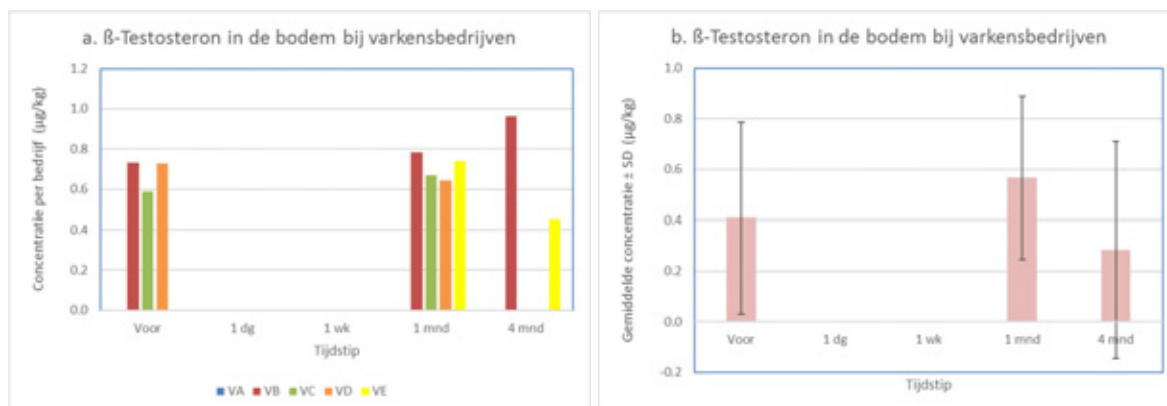 a. ß-Testosteron in de bodem bij varkensbedrijven
Concentratie per bedrijf (µg/kg)
1.2
1.0
0.8
0.6
0.4
0.2
0.0
Voor 1 dg 1 wk 1 mnd 4 mnd
Tijdstip
VA VB VC VD VE
b. ß-Testosteron in de bodem bij varkensbedrijven
Gemiddelde concentratie ± SD (µg/kg)
1.0
0.8
0.6
0.4
0.2
0.0
-0.2
Voor 1 dg 1 wk 1 mnd 4 mnd
Tijdstip